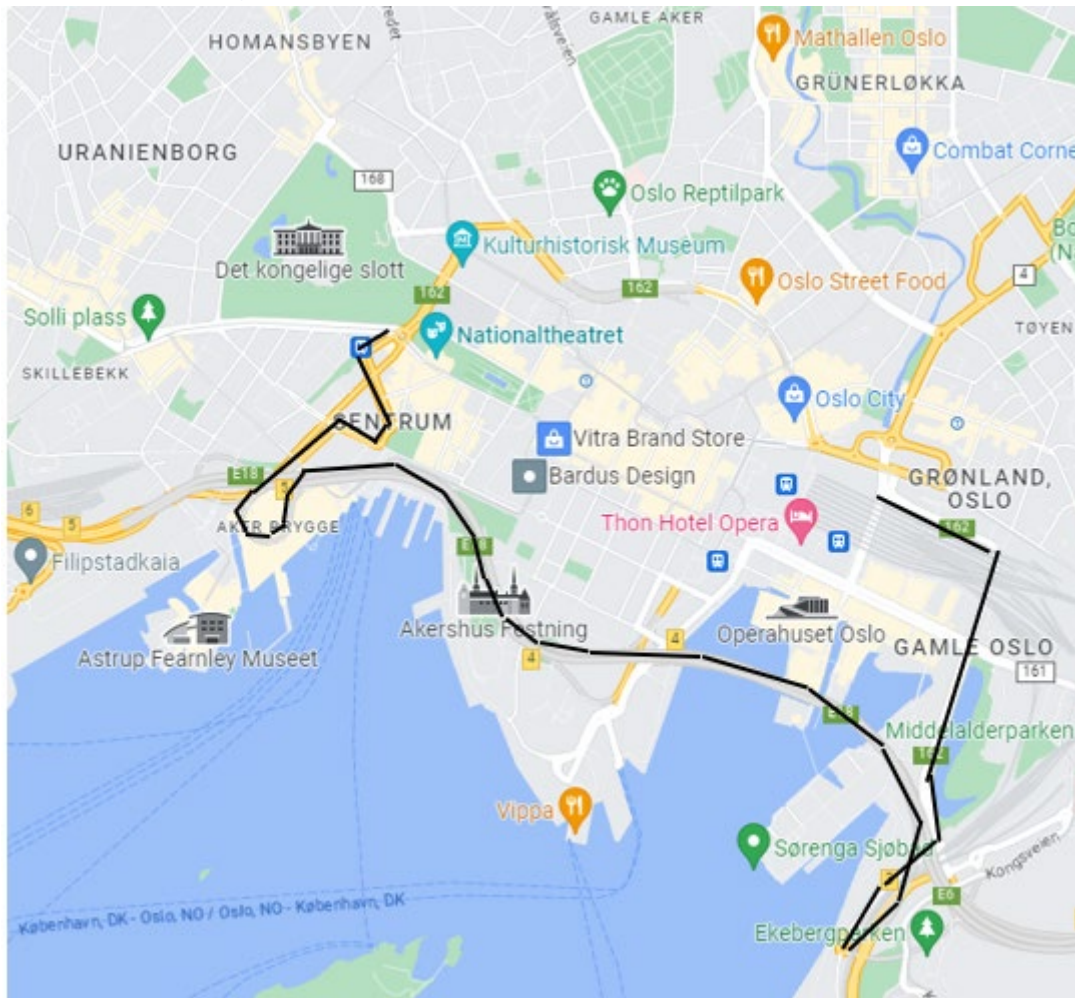 GAMLE AKER
HOMANSBYEN
Mathallen Oslo
GRÜNERLØKKA
URANIENBORG
Combat Corne
168
Oslo Reptilpark
Kulturhistorisk Museum
Det kongelige slott
Oslo Street Food
162
162
4
Solli plass
TØYEN
Nationaltheatret
SKILLEBEKK
Oslo City
SENTRUM
Vitra Brand Store
E18
Bardus Design
GRØNLAND,
OSLO
5
6
5
AKER BRYGGE
Thon Hotel Opera
162
E18
Filipstadkaia
Akershus Festning
Operahuset Oslo
4
4
GAMLE OSLO
Astrup Fearnley Museet
161
E18
Middelalderparken
162
Vippa
Sørenga Sjøbad
Kongsveien
E6
København, DK - Oslo, NO / Oslo, NO - København, DK
Ekebergparken